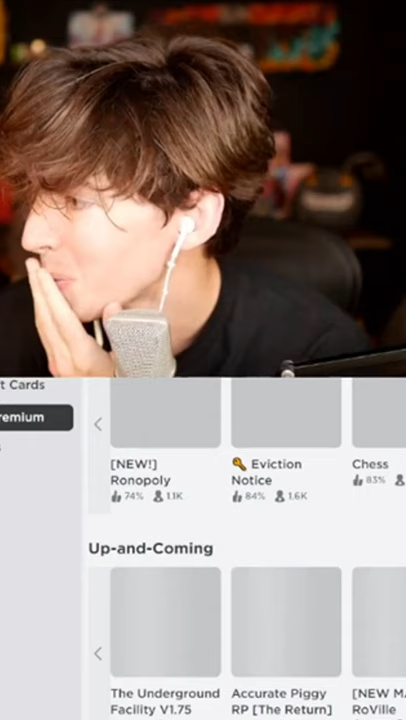 t Cards
remium
s
[NEW!]
Ronopoly
74% 1.1K
🔑 Eviction
Notice
84% 1.6K
Chess
83%
Up-and-Coming
The Underground
Facility V1.75
Accurate Piggy
RP [The Return]
[NEW MA
RoVille